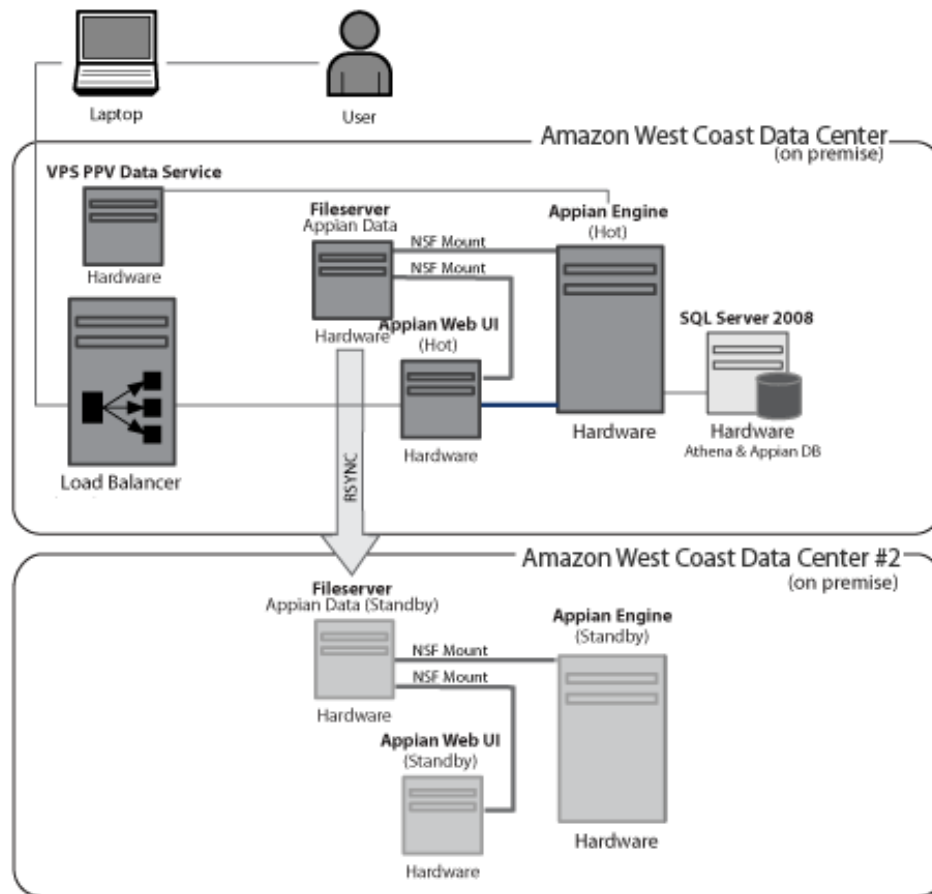 Laptop
User
Amazon West Coast Data Center
(on premise)
VPS PPV Data Service
Hardware
Fileserver
Appian Data
Hardware
NSF Mount
NSF Mount
Appian Engine
(Hot)
Hardware
Appian Web UI
(Hot)
Hardware
SQL Server 2008
Hardware
Athena & Appian DB
Load Balancer
RSYNC
Amazon West Coast Data Center #2
(on premise)
Fileserver
Appian Data (Standby)
Hardware
NSF Mount
NSF Mount
Appian Engine
(Standby)
Hardware
Appian Web UI
(Standby)
Hardware